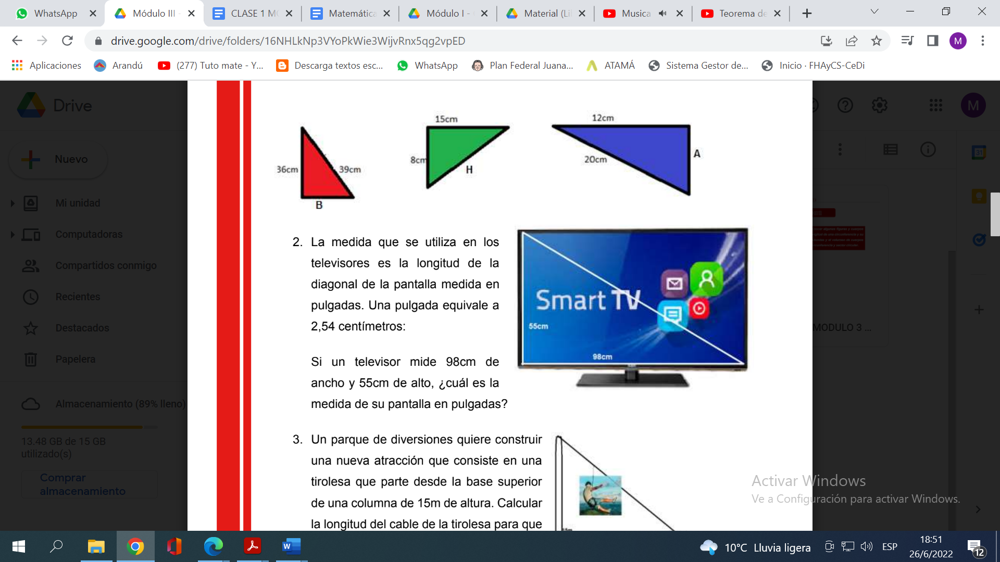 WhatsApp
Módulo III -
CLASE 1 M
Matemática
Módulo I -
Material (Li
Musica
Teorema de
drive.google.com/drive/folders/16NHLkNp3VYoPkWie3WijvRnx5qg2vpED
M
Aplicaciones
Arandú
(277) Tuto mate - Y...
Descarga textos esc...
WhatsApp
Plan Federal Juana...
ATAMÁ
Sistema Gestor de...
Inicio · FHAyCS-CeDi
Drive
M
Nuevo
Mi unidad
Computadoras
Compartidos conmigo
Recientes
Destacados
Papelera
Almacenamiento (89% lleno)
13.48 GB de 15 GB
utilizado(s)
Comprar
almacenamiento
36cm
39cm
B
15cm
8cm
H
12cm
20cm
A
2. La medida que se utiliza en los
televisores es la longitud de la
diagonal de la pantalla medida en
pulgadas. Una pulgada equivale a
2,54 centímetros:
Si un televisor mide 98cm de
ancho y 55cm de alto, ¿cuál es la
medida de su pantalla en pulgadas?
Smart TV
55cm
98cm
3. Un parque de diversiones quiere construir
una nueva atracción que consiste en una
tirolesa que parte desde la base superior
de una columna de 15m de altura. Calcular
la longitud del cable de la tirolesa para que
31
MODULO 3 ...
Activar Windows
Ve a Configuración para activar Windows.
10°C Lluvia ligera
ESP
18:51
26/6/2022
12